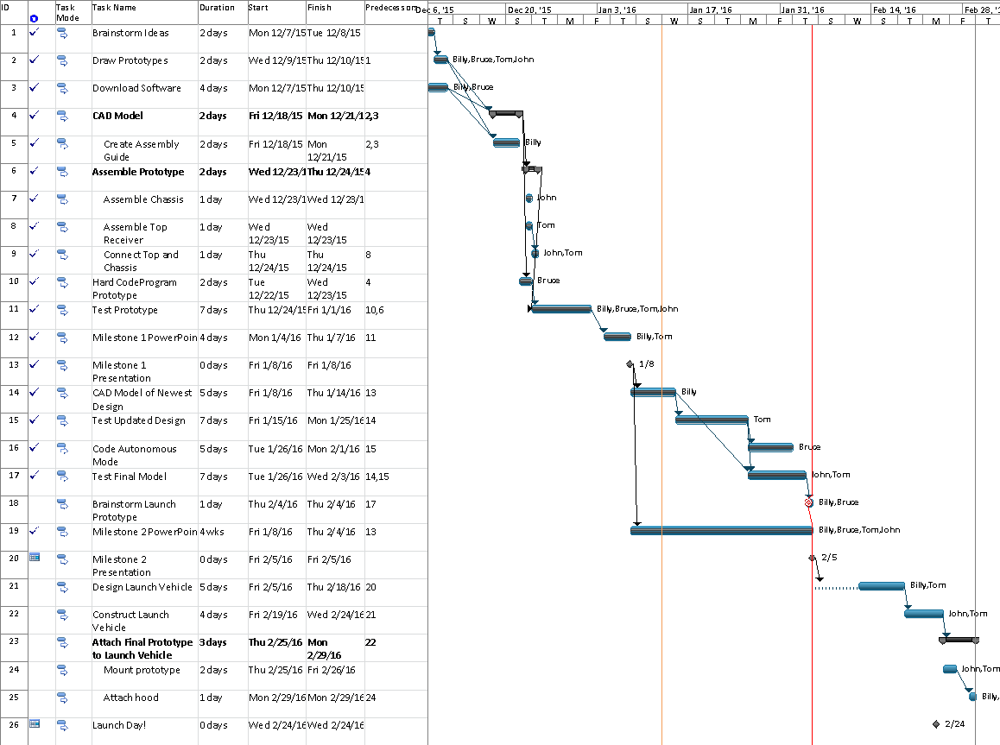 ID Task Mode Task Name Duration Start Finish Predecessors
Dec 6, '15 Dec 20, '15 Jan 3, '16 Jan 17, '16 Jan 31, '16 Feb 14, '16 Feb 28, '1
T S W F T M S W F T M S W F T
1 Brainstorm Ideas 2 days Mon 12/7/15 Tue 12/8/15
2 Draw Prototypes 2 days Wed 12/9/15 Thu 12/10/15 1 Billy,Bruce,Tom,John
3 Download Software 4 days Mon 12/7/15 Thu 12/10/15 Billy,Bruce
4 CAD Model 2 days Fri 12/18/15 Mon 12/21/1 2,3
5 Create Assembly Guide 2 days Fri 12/18/15 Mon 12/21/15 2,3 Billy
6 Assemble Prototype 2 days Wed 12/23/1 Thu 12/24/15 4
7 Assemble Chassis 1 day Wed 12/23/1 Wed 12/23/1 John
8 Assemble Top Receiver 1 day Wed 12/23/15 Wed 12/23/15 Tom
9 Connect Top and Chassis 1 day Thu 12/24/15 Thu 12/24/15 8 John,Tom
10 Hard CodeProgram Prototype 2 days Tue 12/22/15 Wed 12/23/15 4 Bruce
11 Test Prototype 7 days Thu 12/24/15 Fri 1/1/16 10,6 Billy,Bruce,Tom,John
12 Milestone 1 PowerPoin 4 days Mon 1/4/16 Thu 1/7/16 11 Billy,Tom
13 Milestone 1 Presentation 0 days Fri 1/8/16 Fri 1/8/16 1/8
14 CAD Model of Newest Design 5 days Fri 1/8/16 Thu 1/14/16 13 Billy
15 Test Updated Design 7 days Fri 1/15/16 Mon 1/25/16 14 Tom
16 Code Autonomous Mode 5 days Tue 1/26/16 Mon 2/1/16 15 Bruce
17 Test Final Model 7 days Tue 1/26/16 Wed 2/3/16 14,15 John,Tom
18 Brainstorm Launch Prototype 1 day Thu 2/4/16 Thu 2/4/16 17 Billy,Bruce
19 Milestone 2 PowerPoin 4 wks Fri 1/8/16 Thu 2/4/16 13 Billy,Bruce,Tom,John
20 Milestone 2 Presentation 0 days Fri 2/5/16 Fri 2/5/16 2/5
21 Design Launch Vehicle 5 days Fri 2/5/16 Thu 2/18/16 20 Billy,Tom
22 Construct Launch Vehicle 4 days Fri 2/19/16 Wed 2/24/16 21 John,Tom
23 Attach Final Prototype to Launch Vehicle 3 days Thu 2/25/16 Mon 2/29/16 22
24 Mount prototype 2 days Thu 2/25/16 Fri 2/26/16 John,Tom
25 Attach hood 1 day Mon 2/29/16 Mon 2/29/16 24 Billy,
26 Launch Day! 0 days Wed 2/24/16 Wed 2/24/16 2/24